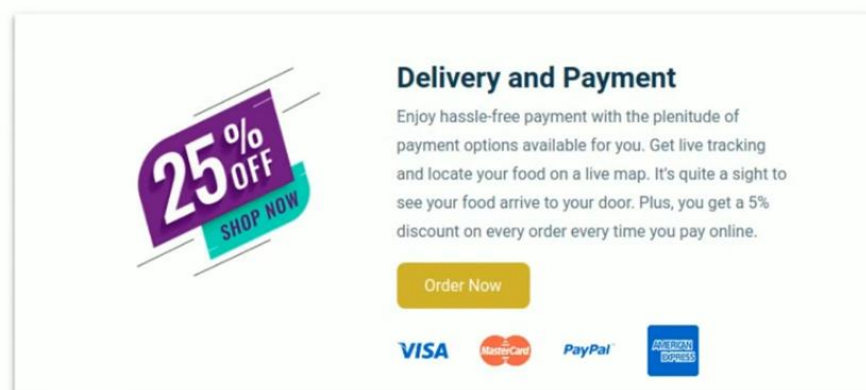 25% OFF
SHOP NOW
Delivery and Payment
Enjoy hassle-free payment with the plenitude of
payment options available for you. Get live tracking
and locate your food on a live map. It's quite a sight to
see your food arrive to your door. Plus, you get a 5%
discount on every order every time you pay online.
Order Now
VISA MasterCard PayPal AMERICAN EXPRESS